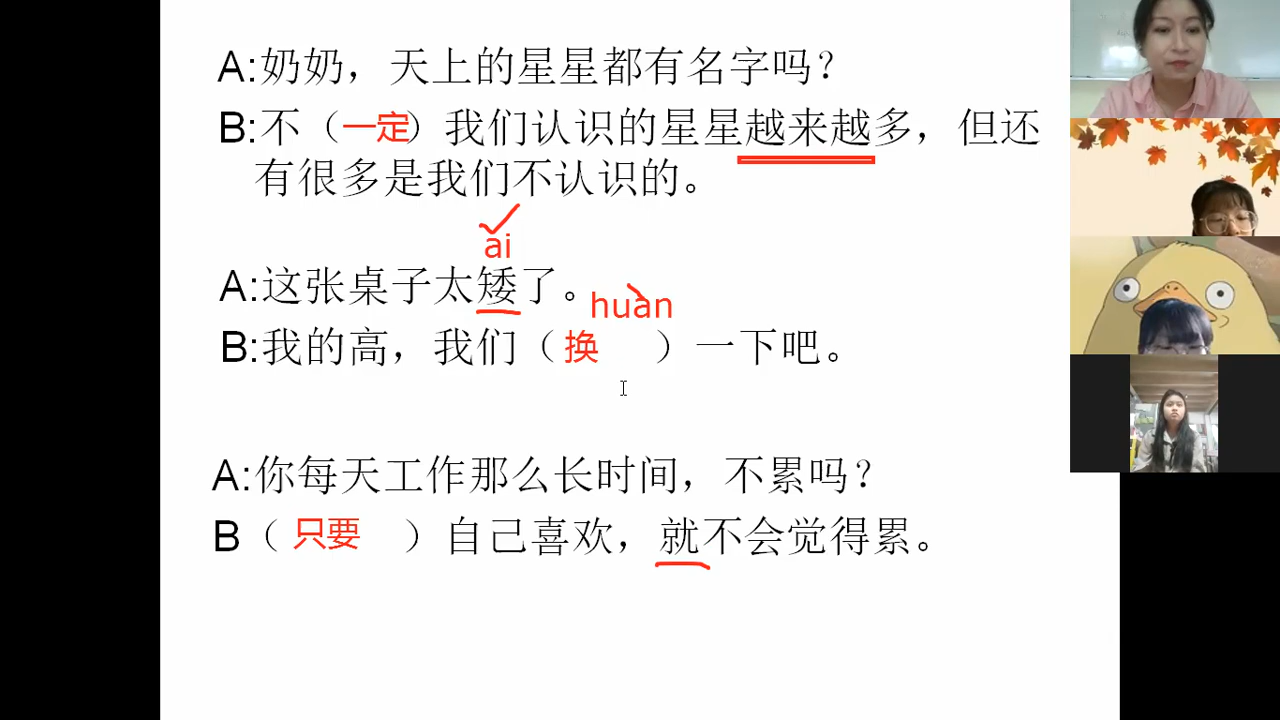 A:奶奶，天上的星星都有名字吗？
B:不（一定）我们认识的星星越来越多，但还
有很多是我们不认识的。
ai
A:这张桌子太矮了。
huan
B:我的高，我们（换　　）一下吧。
A:你每天工作那么长时间，不累吗？
B（ 只要　）自己喜欢，就不会觉得累。